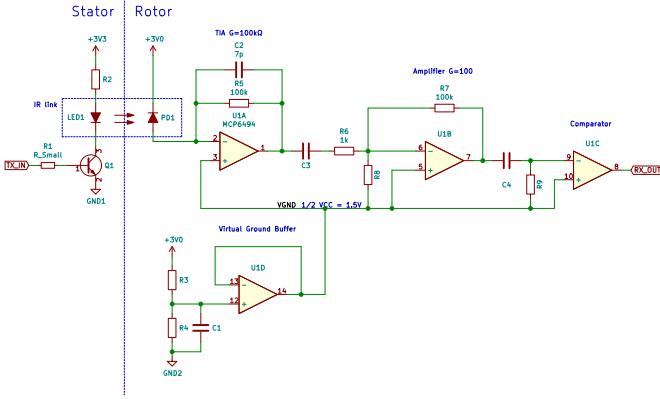 Stator Rotor
TIA G=100kΩ
+3V3 +3V0
C2
7p
Amplifier G=100
R2
R5
100k
R7
100k
IR link
LED1
PD1
U1A
MCP6494
Comparator
R6
1k
U1B
U1C
R1
R_Small
TX_IN
Q1
1
2
3
2
3
1
C3
R8
6
5
7
C4
R9
9
10
8
RX_OUT
GND1
VGND 1/2 VCC = 1.5V
Virtual Ground Buffer
+3V0
R3
U1D
13
12
14
R4
C1
GND2